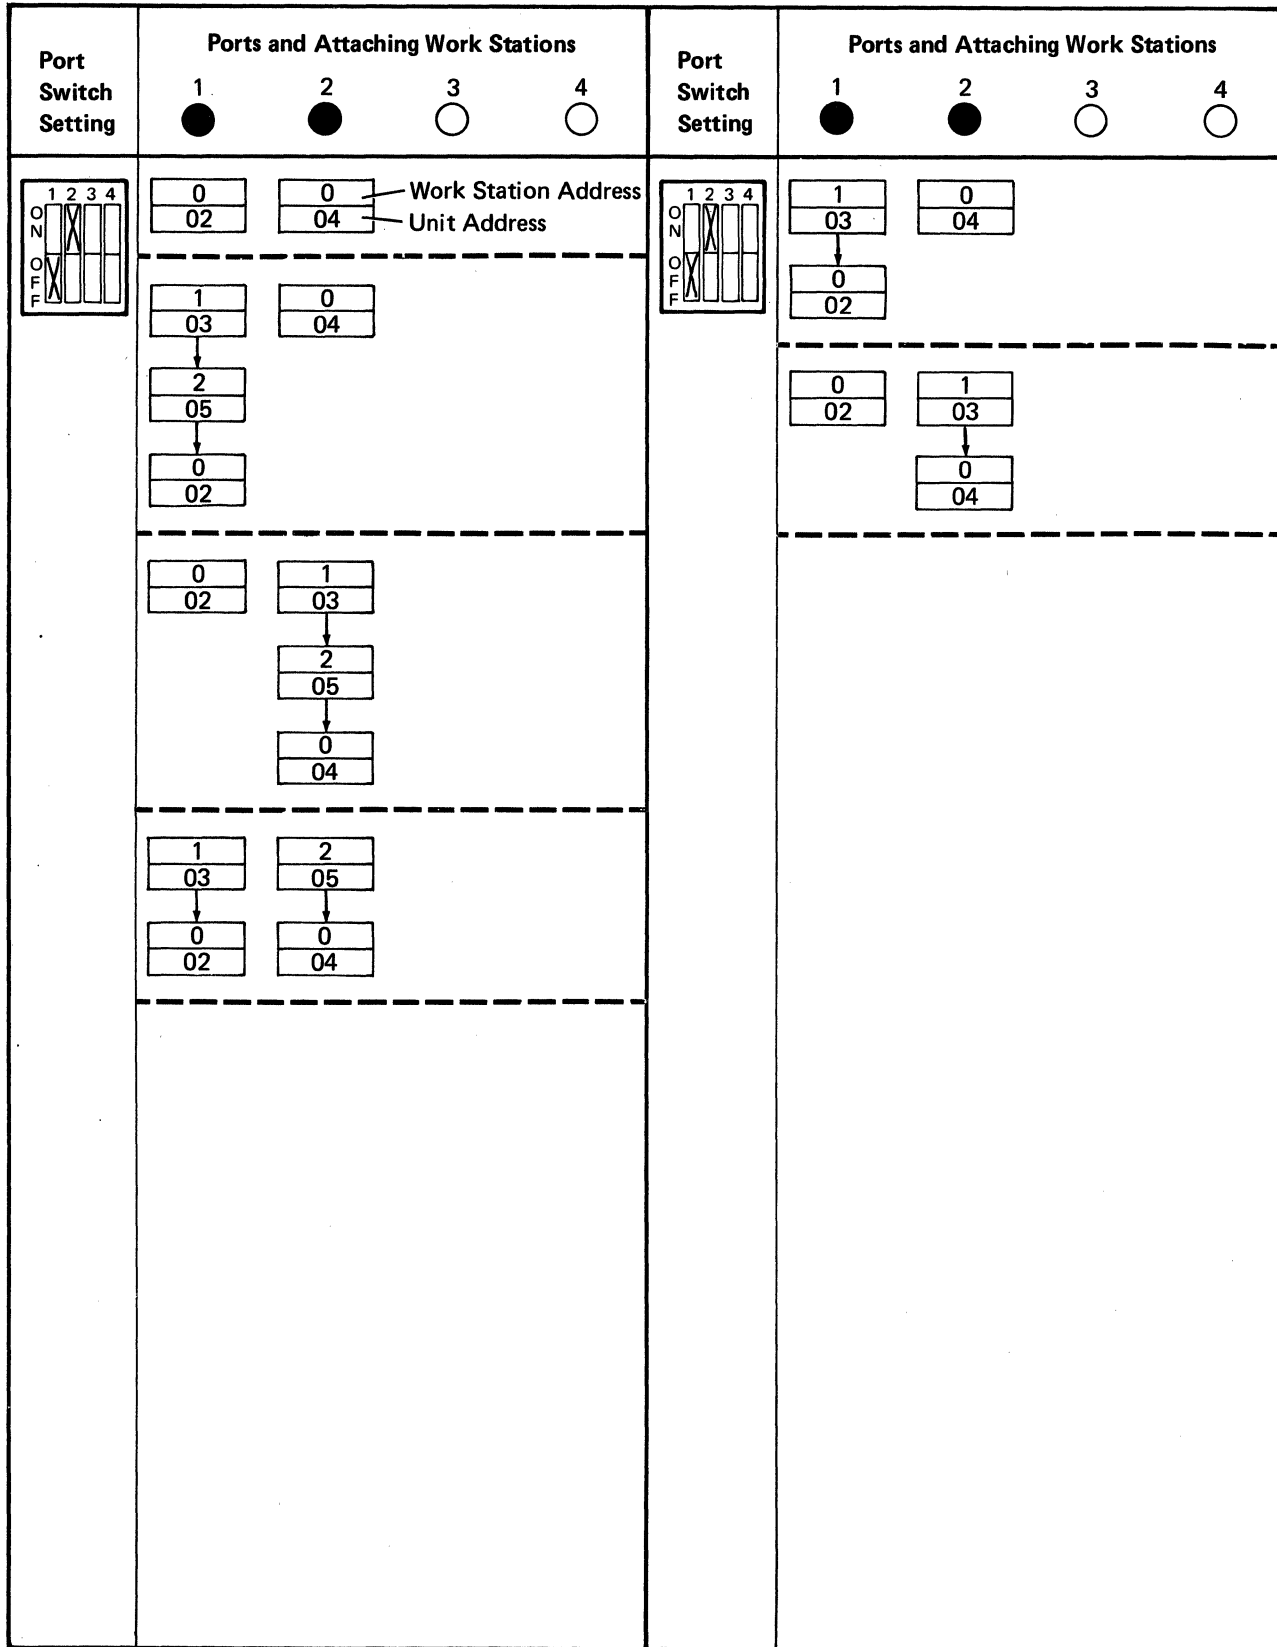 Port
Switch
Setting
Ports and Attaching Work Stations
1 2 3 4
1 2 3 4
ON
OFF
0 0 Work Station Address
02 04 Unit Address
1 0
03 04
2
05
0
02
0 1
02 03
2
05
0
04
1 2
03 05
0 0
02 04
Port
Switch
Setting
Ports and Attaching Work Stations
1 2 3 4
1 2 3 4
ON
OFF
1 0
03 04
0
02
0 1
02 03
0
04